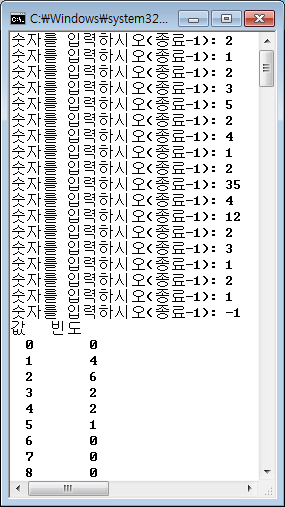 C:₩Windows₩system32...
숫자를 입력하시오(종료-1): 2
숫자를 입력하시오(종료-1): 1
숫자를 입력하시오(종료-1): 2
숫자를 입력하시오(종료-1): 3
숫자를 입력하시오(종료-1): 5
숫자를 입력하시오(종료-1): 2
숫자를 입력하시오(종료-1): 4
숫자를 입력하시오(종료-1): 1
숫자를 입력하시오(종료-1): 2
숫자를 입력하시오(종료-1): 35
숫자를 입력하시오(종료-1): 4
숫자를 입력하시오(종료-1): 12
숫자를 입력하시오(종료-1): 2
숫자를 입력하시오(종료-1): 3
숫자를 입력하시오(종료-1): 1
숫자를 입력하시오(종료-1): 2
숫자를 입력하시오(종료-1): 1
숫자를 입력하시오(종료-1): -1
값 빈도
0 0
1 4
2 6
3 2
4 2
5 1
6 0
7 0
8 0